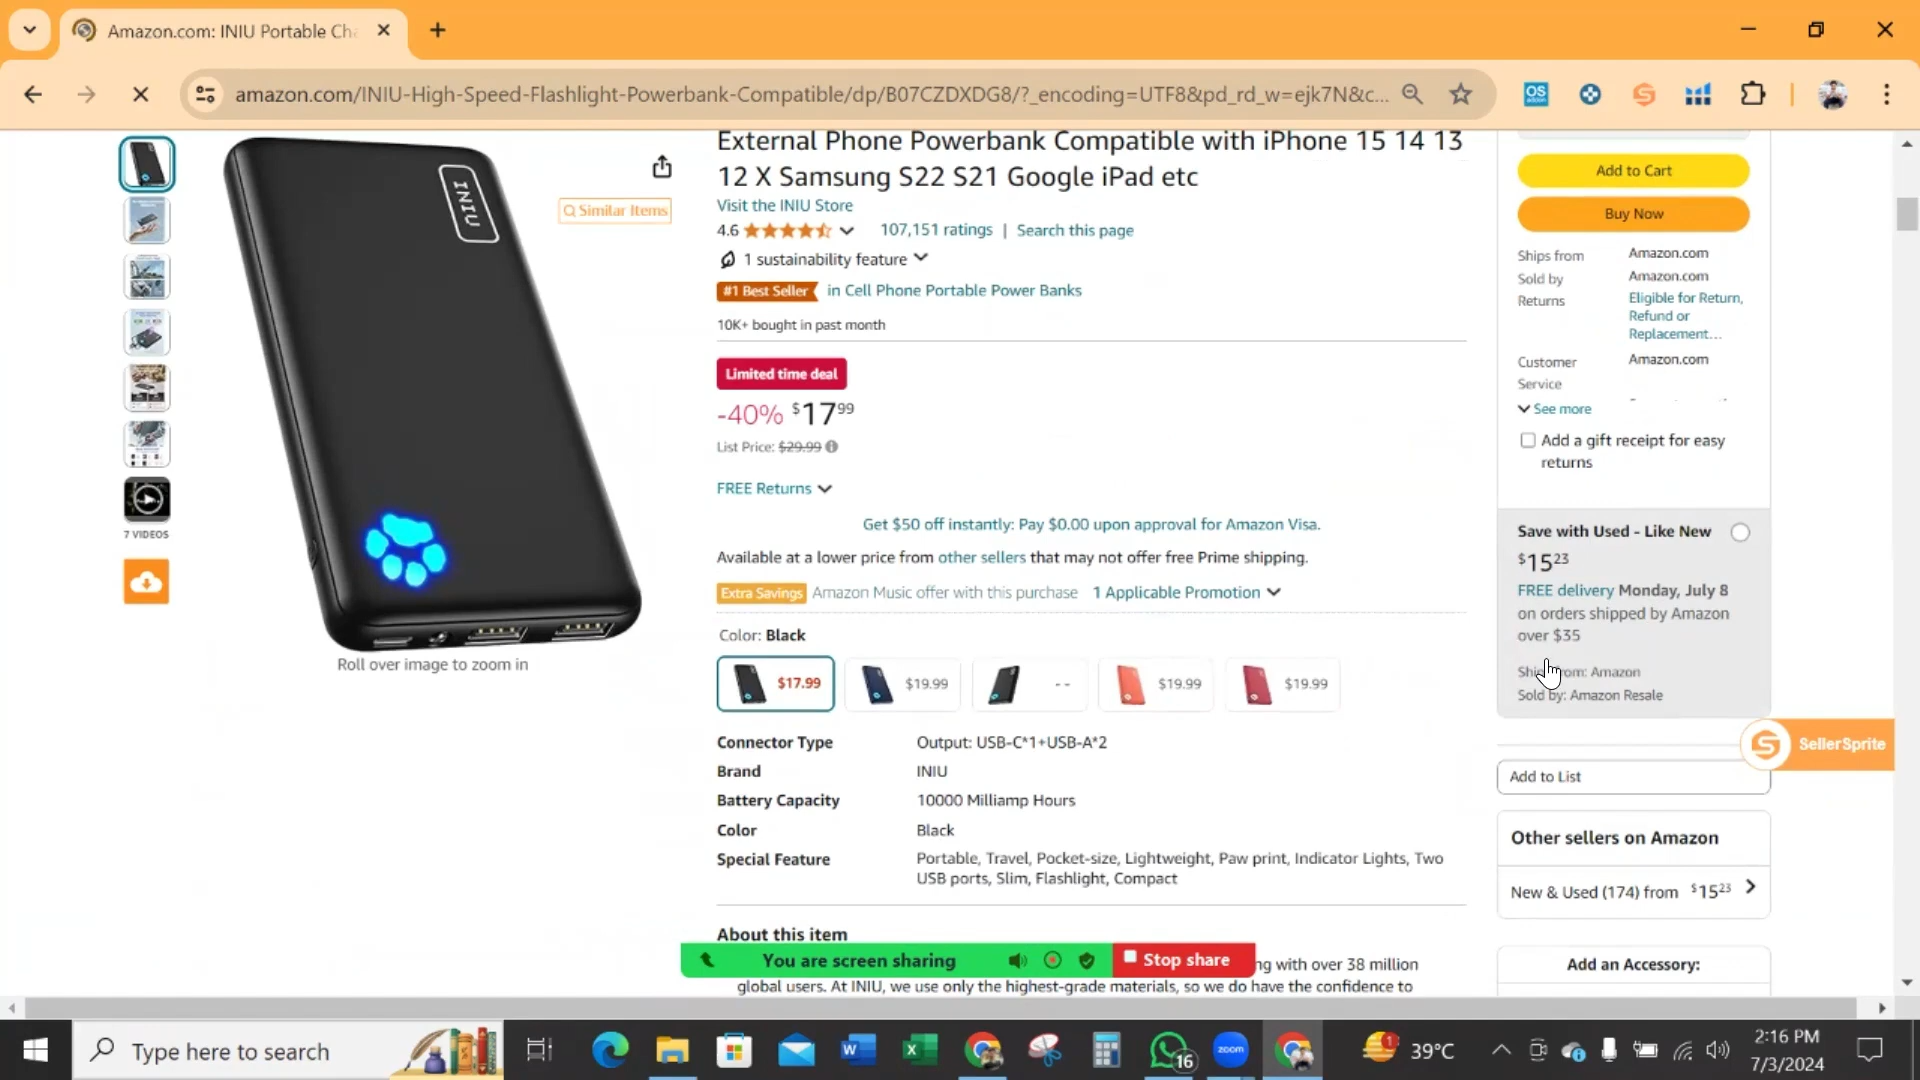 Amazon.com: INIU Portable Cha
amazon.com/INIU-High-Speed-Flashlight-Powerbank-Compatible/dp/B07CZDXDG8/?_encoding=UTF8&pd_rd_w=ejk7N&c...
OS
INIU
Similar Items
7 VIDEOS
Roll over image to zoom in
External Phone Powerbank Compatible with iPhone 15 14 13
12 X Samsung S22 S21 Google iPad etc
Visit the INIU Store
4.6 107,151 ratings | Search this page
1 sustainability feature
#1 Best Seller in Cell Phone Portable Power Banks
10K+ bought in past month
Limited time deal
-40% $17 99
List Price: $29.99
FREE Returns
Get $50 off instantly: Pay $0.00 upon approval for Amazon Visa.
Available at a lower price from other sellers that may not offer free Prime shipping.
Extra Savings Amazon Music offer with this purchase 1 Applicable Promotion
Color: Black
$17.99 $19.99 -- $19.99 $19.99
Connector Type Output: USB-C*1+USB-A*2
Brand INIU
Battery Capacity 10000 Milliamp Hours
Color Black
Special Feature Portable, Travel, Pocket-size, Lightweight, Paw print, Indicator Lights, Two
USB ports, Slim, Flashlight, Compact
About this item
ng with over 38 million
global users. At INIU, we use only the highest-grade materials, so we do have the confidence to
You are screen sharing Stop share
Add to Cart
Buy Now
Ships from Amazon.com
Sold by Amazon.com
Returns Eligible for Return,
Refund or
Replacement...
Customer Amazon.com
Service
See more
Add a gift receipt for easy
returns
Save with Used - Like New
$15 23
FREE delivery Monday, July 8
on orders shipped by Amazon
over $35
from: Amazon
Sold by: Amazon Resale
SellerSprite
Add to List
Other sellers on Amazon
New & Used (174) from $15 23
Add an Accessory:
Type here to search
16
zoom
39°C
2:16 PM
7/3/2024